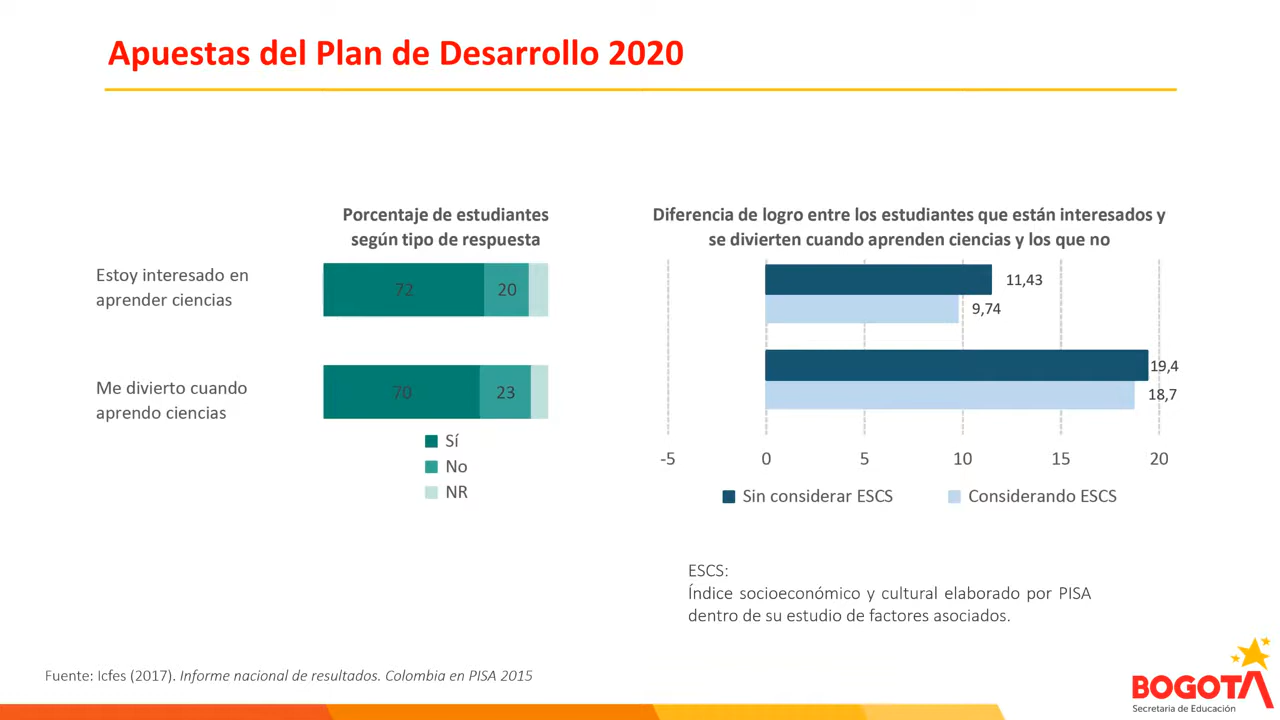 Apuestas del Plan de Desarrollo 2020
Porcentaje de estudiantes
según tipo de respuesta
Estoy interesado en
aprender ciencias
72
20
Me divierto cuando
aprendo ciencias
70
23
Sí
No
NR
Diferencia de logro entre los estudiantes que están interesados y
se divierten cuando aprenden ciencias y los que no
11,43
9,74
19,4
18,7
-5
0
5
10
15
20
Sin considerar ESCS
Considerando ESCS
ESCS:
Índice socioeconómico y cultural elaborado por PISA
dentro de su estudio de factores asociados.
Fuente: Icfes (2017). Informe nacional de resultados. Colombia en PISA 2015
BOGOTA
Secretaría de Educación